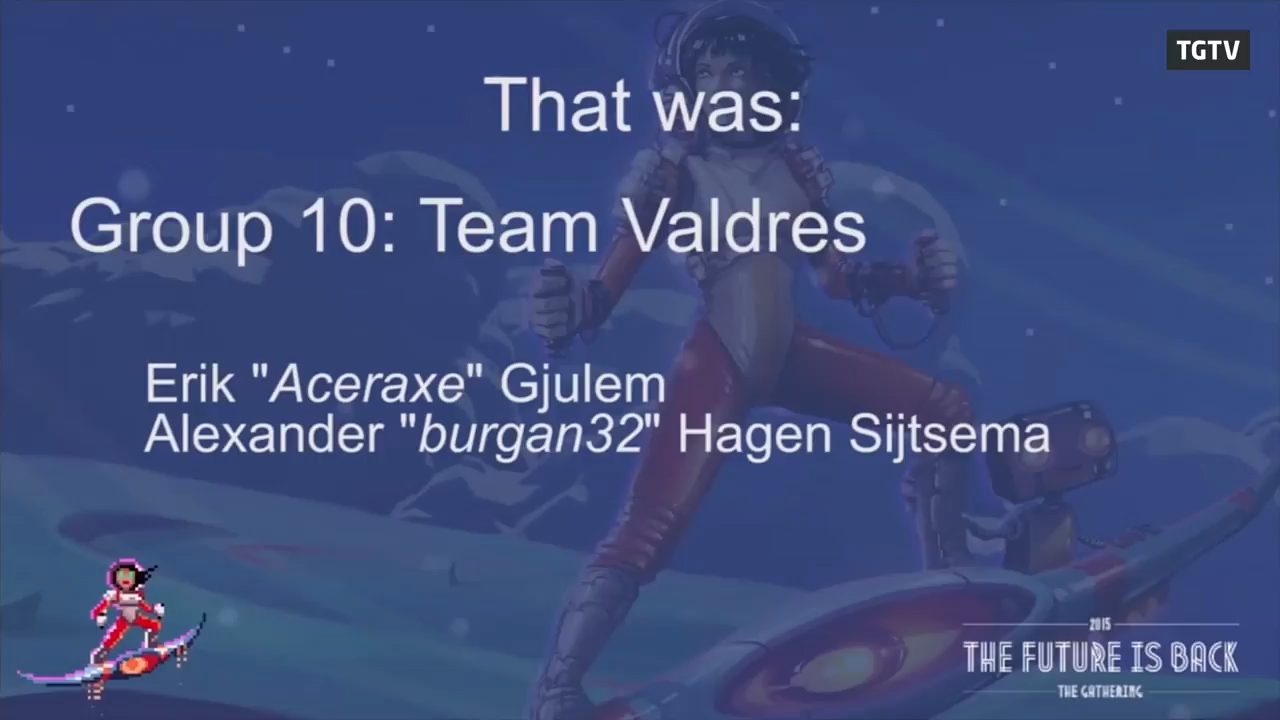 TGTV
That was:
Group 10: Team Valdres
Erik "Aceraxe" Gjulem
Alexander "burgan32" Hagen Sijtsema
2015
THE FUTURE IS BACK
THE GATHERING